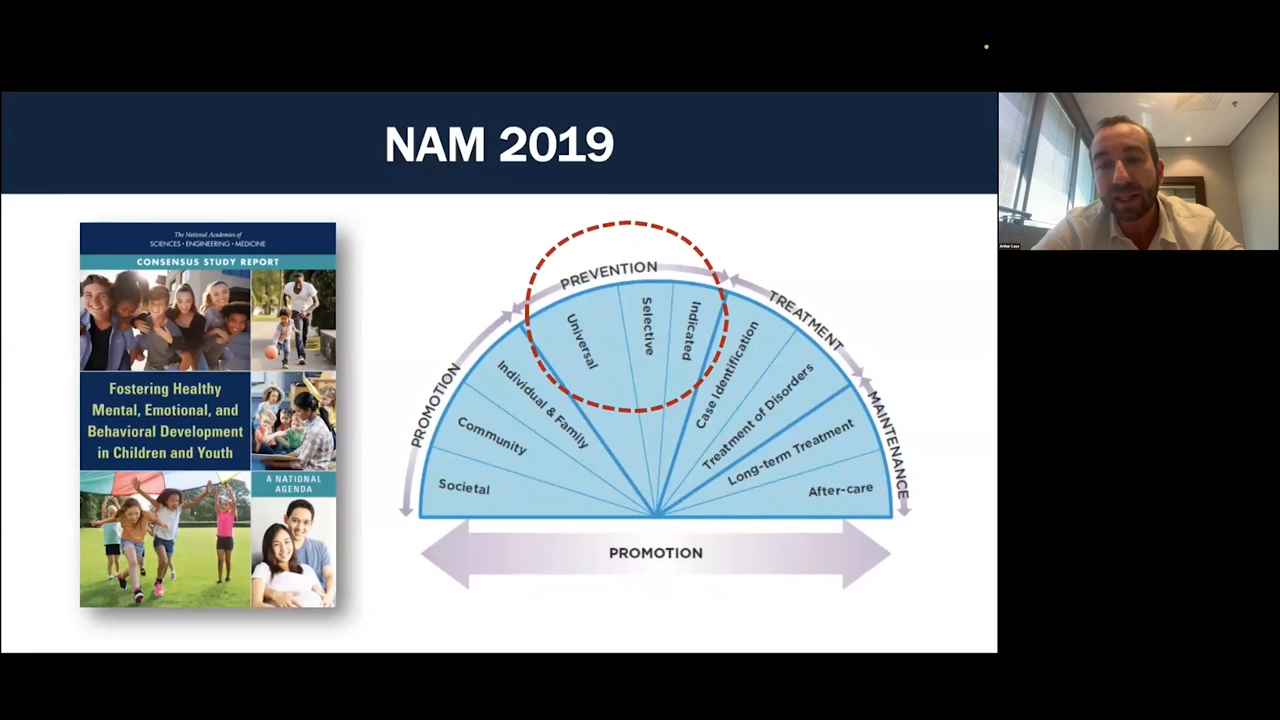 NAM 2019
The National Academies of
SCIENCES • ENGINEERING • MEDICINE
CONSENSUS STUDY REPORT
Fostering Healthy
Mental, Emotional, and
Behavioral Development
in Children and Youth
A NATIONAL
AGENDA
PROMOTION
PREVENTION
TREATMENT
MAINTENANCE
Societal
Community
Individual & Family
Universal
Selective
Indicated
Case Identification
Treatment of Disorders
Long-term Treatment
After-care
PROMOTION
Arthur Caye